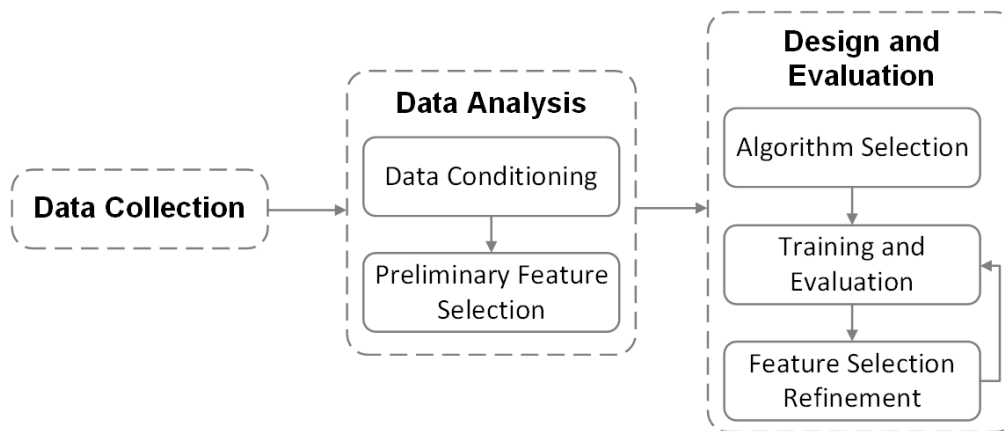 Data Collection
Data Analysis
Data Conditioning
Preliminary Feature
Selection
Design and
Evaluation
Algorithm Selection
Training and
Evaluation
Feature Selection
Refinement